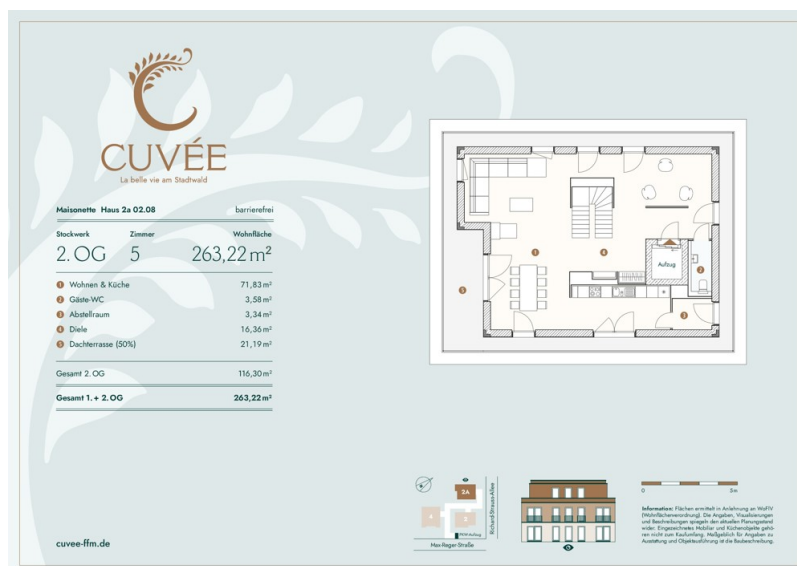 CUVÉE
La belle vie am Stadtwald
Maisonette Haus 2a 02.08 barrierefrei
Stockwerk Zimmer Wohnfläche
2. OG 5 263,22 m²
1 Wohnen & Küche 71,83 m²
2 Gäste-WC 3,58 m²
3 Abstellraum 3,34 m²
4 Diele 16,36 m²
5 Dachterrasse (50%) 21,19 m²
Gesamt 2. OG 116,30 m²
Gesamt 1. + 2. OG 263,22 m²
cuvee-ffm.de
1
4
Aufzug
2
5
3
2A
4
3
PKW-Aufzug
Richard-Strauss-Allee
Max-Reger-Straße
0 5m
Information: Flächen ermittelt in Anlehnung an WoFlV
(Wohnflächenverordnung). Die Angaben, Visualisierungen
und Beschreibungen spiegeln den aktuellen Planungsstand
wider. Eingezeichnetes Mobiliar und Küchenobjekte gehö-
ren nicht zum Kaufumfang. Maßgeblich für Angaben zu
Ausstattung und Objektausführung ist die Baubeschreibung.